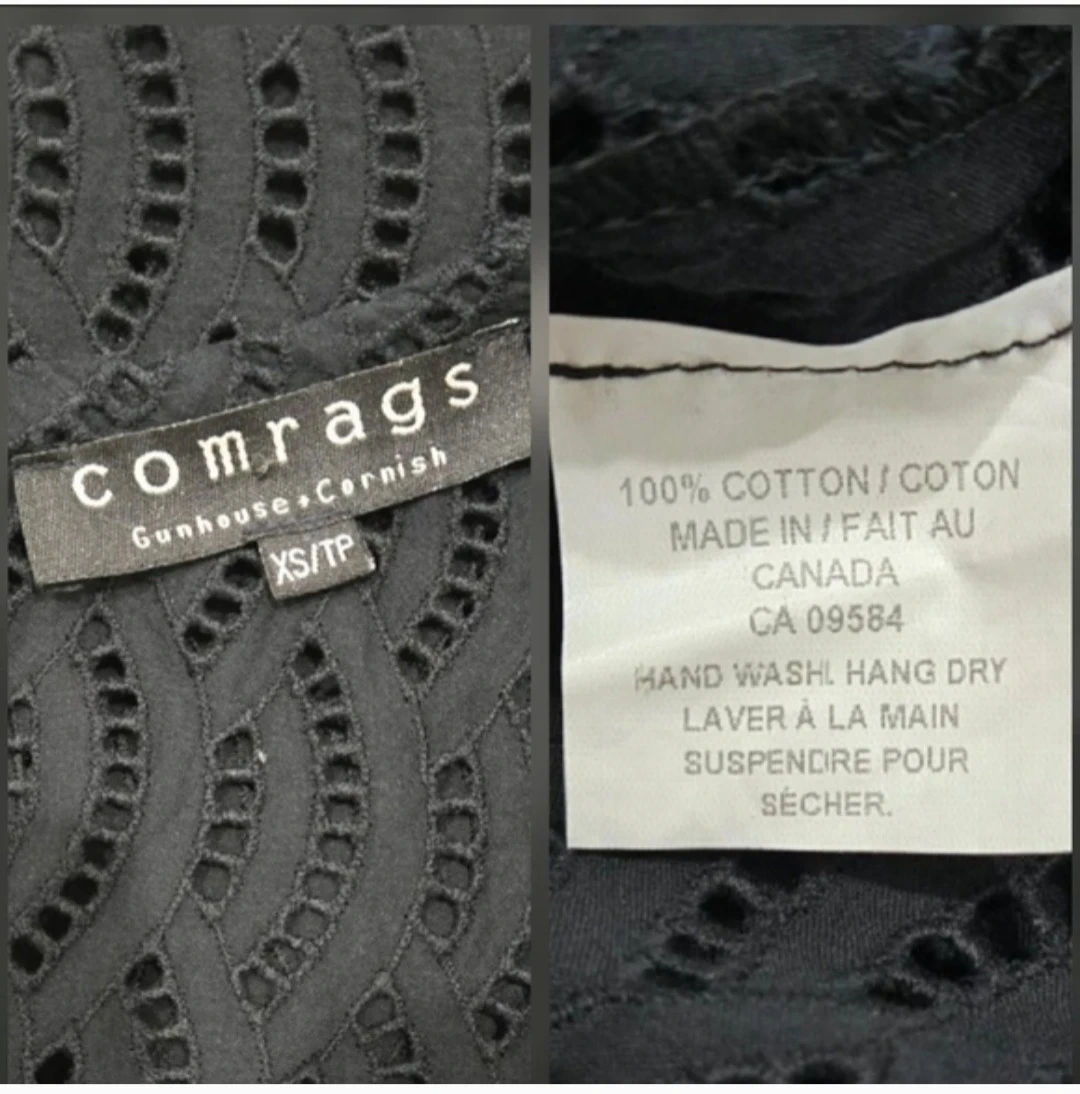 comrags
Gunhouse+Cornish
XS/TP
100% COTTON / COTON
MADE IN / FAIT AU
CANADA
CA 09584
HAND WASH. HANG DRY
LAVER À LA MAIN
SUSPENDRE POUR
SÉCHER.